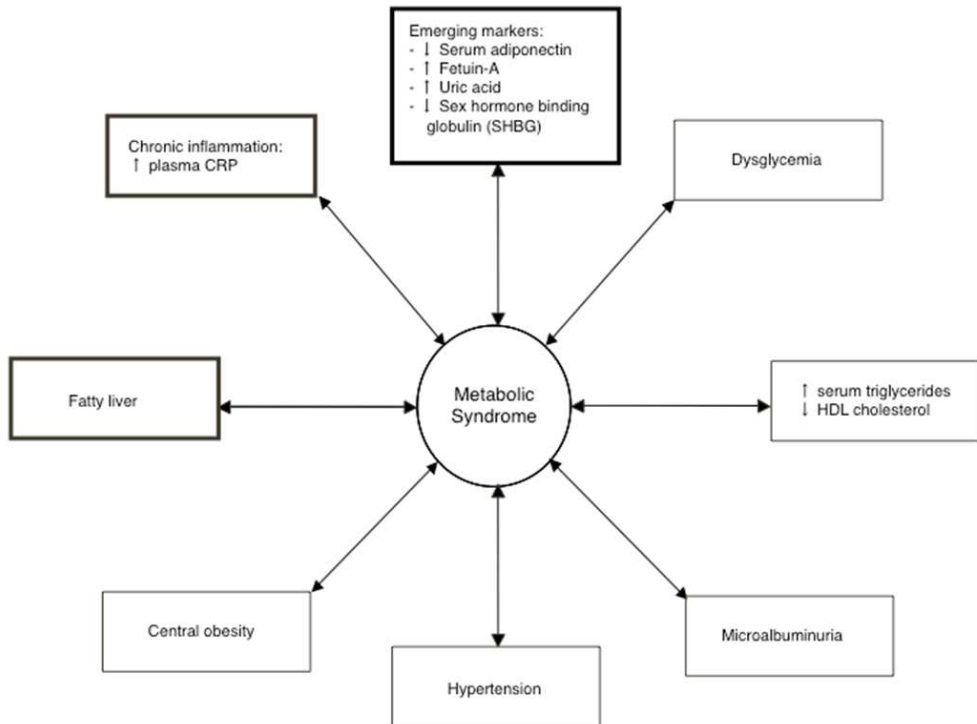 Emerging markers:
- ↓ Serum adiponectin
- ↑ Fetuin-A
- ↑ Uric acid
- ↓ Sex hormone binding
globulin (SHBG)
Chronic inflammation:
↑ plasma CRP
Dysglycemia
Fatty liver
Metabolic
Syndrome
↑ serum triglycerides
↓ HDL cholesterol
Central obesity
Hypertension
Microalbuminuria